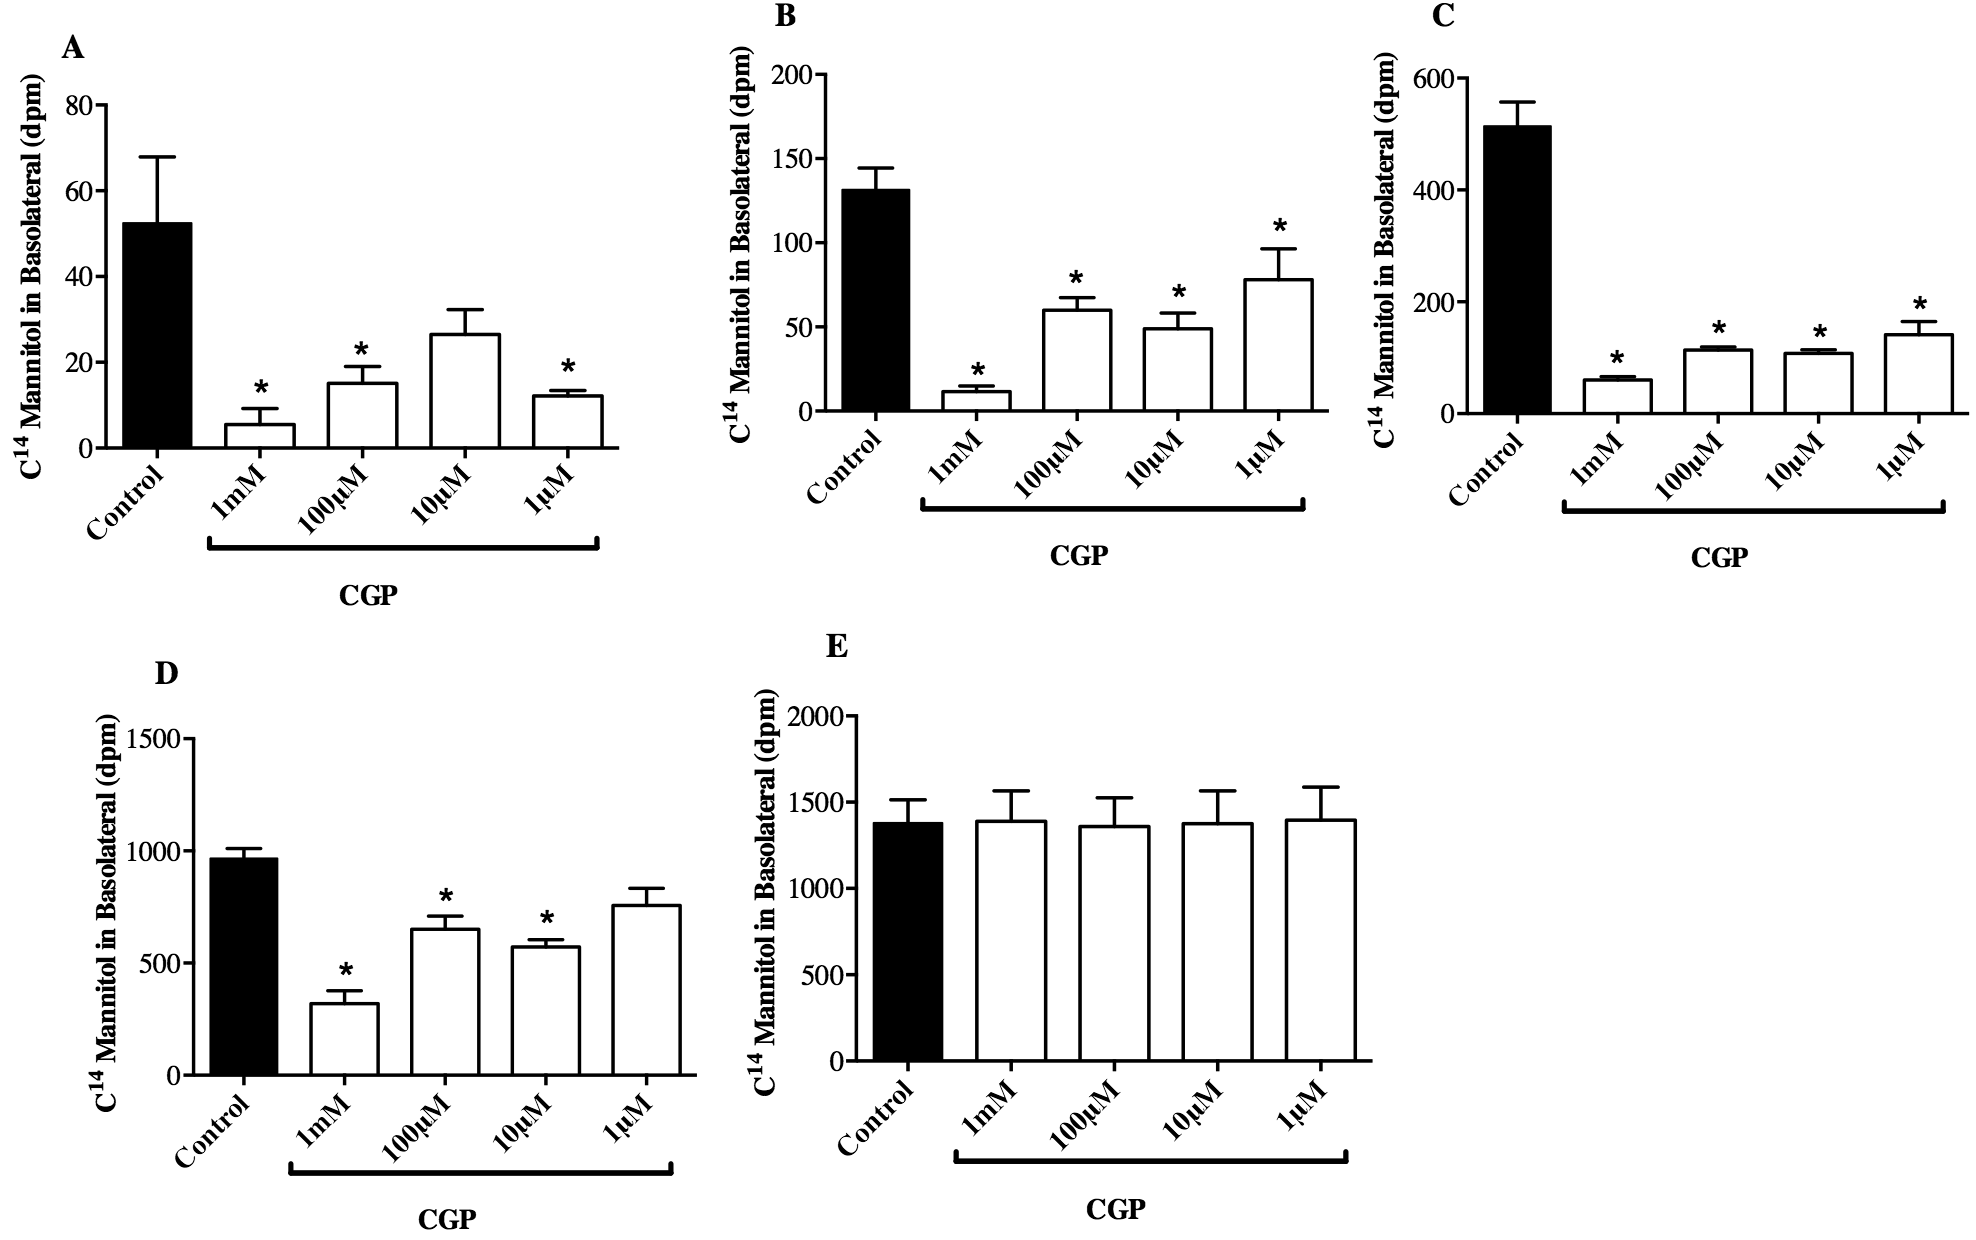 A
C¹⁴ Mannitol in Basolateral (dpm)
80
60
40
20
0
*
*
*
Control
1mM
100µM
10µM
1µM
CGP
B
C¹⁴ Mannitol in Basolateral (dpm)
200
150
100
50
0
*
*
*
*
Control
1mM
100µM
10µM
1µM
CGP
C
C¹⁴ Mannitol in Basolateral (dpm)
600
400
200
0
*
*
*
*
Control
1mM
100µM
10µM
1µM
CGP
D
C¹⁴ Mannitol in Basolateral (dpm)
1500
1000
500
0
*
*
*
Control
1mM
100µM
10µM
1µM
CGP
E
C¹⁴ Mannitol in Basolateral (dpm)
2000
1500
1000
500
0
Control
1mM
100µM
10µM
1µM
CGP